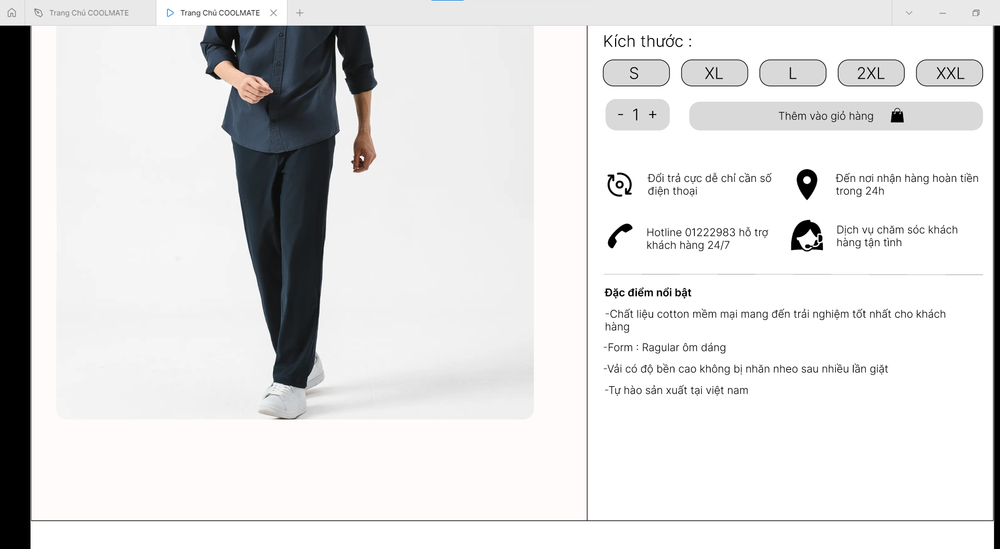 Trang Chủ COOLMATE
Trang Chủ COOLMATE
Kích thước :
S XL L 2XL XXL
- 1 +
Thêm vào giỏ hàng
Đổi trả cực dễ chỉ cần số
điện thoại
Đến nơi nhận hàng hoàn tiền
trong 24h
Hotline 01222983 hỗ trợ
khách hàng 24/7
Dịch vụ chăm sóc khách
hàng tận tình
Đặc điểm nổi bật
-Chất liệu cotton mềm mại mang đến trải nghiệm tốt nhất cho khách
hàng
-Form : Ragular ôm dáng
-Vải có độ bền cao không bị nhăn nheo sau nhiều lần giặt
-Tự hào sản xuất tại việt nam